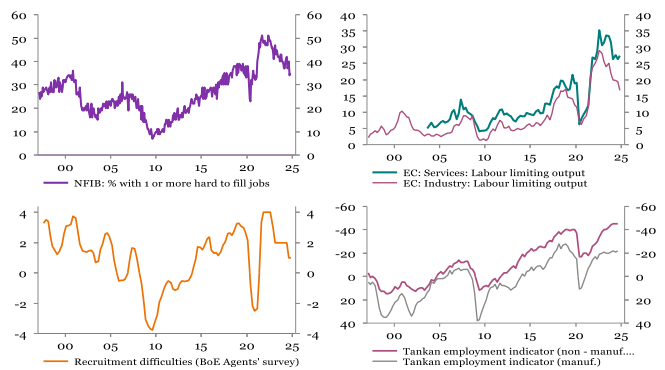 60 60
50 50
40 40
30 30
20 20
10 10
0 0
00 05 10 15 20 25
NFIB: % with 1 or more hard to fill jobs
40 40
35 35
30 30
25 25
20 20
15 15
10 10
5 5
0 0
00 05 10 15 20 25
EC: Services: Labour limiting output
EC: Industry: Labour limiting output
4 4
2 2
0 0
-2 -2
-4 -4
00 05 10 15 20 25
Recruitment difficulties (BoE Agents' survey)
-60 -60
-40 -40
-20 -20
0 0
20 20
40 40
00 05 10 15 20 25
Tankan employment indicator (non - manuf....
Tankan employment indicator (manuf.)